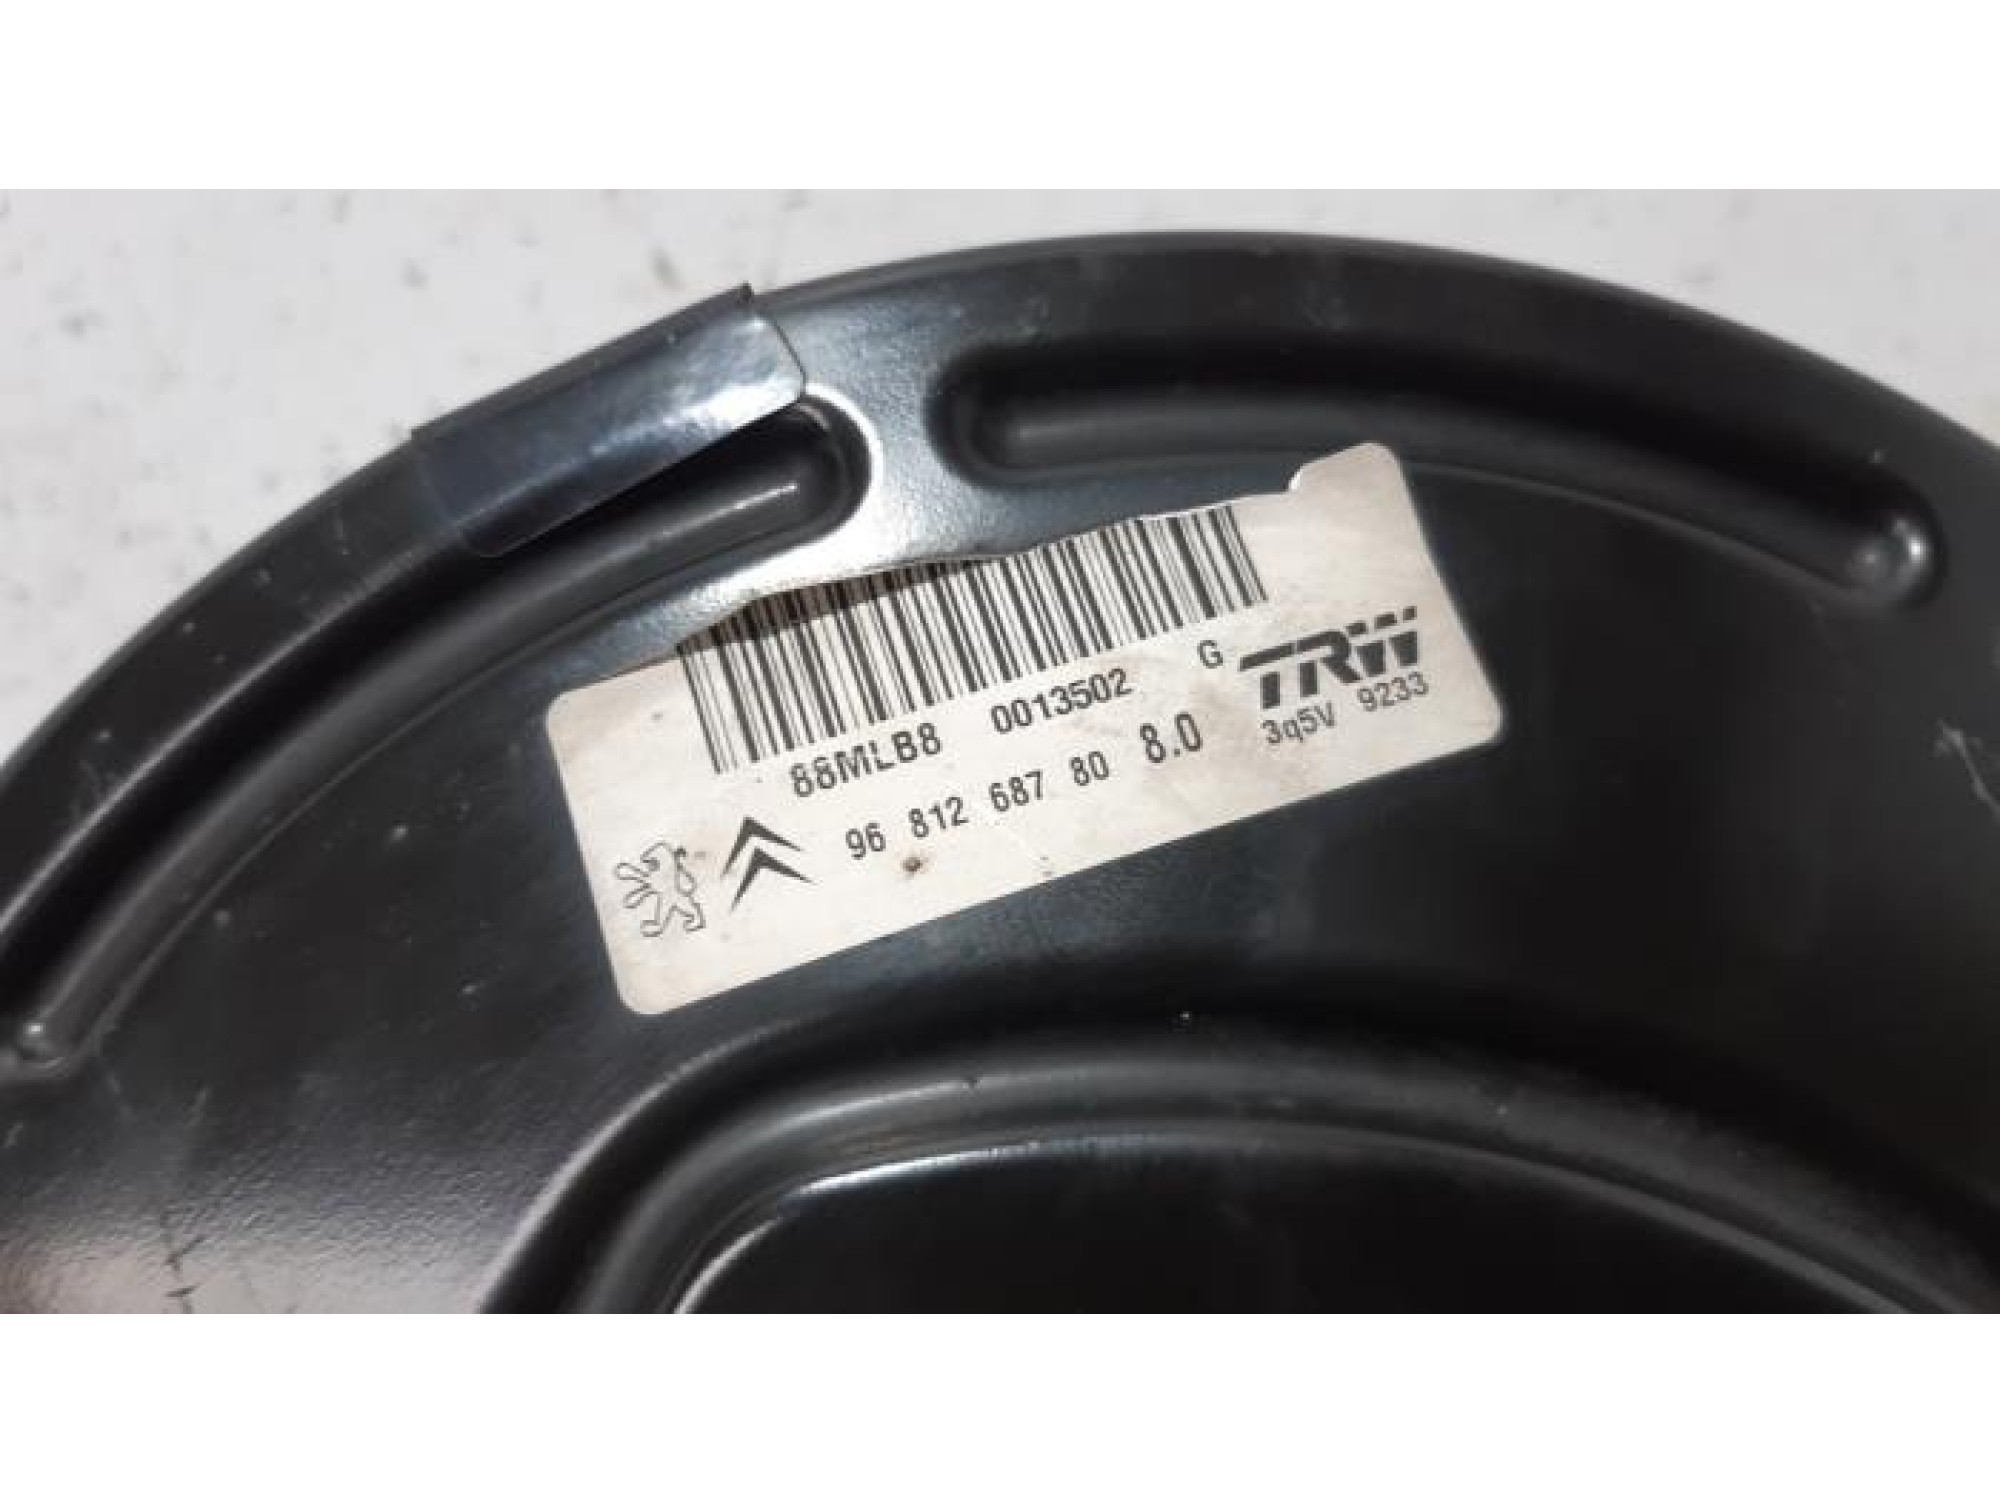 88MLB8 0013502 G TRW
96 812 687 80 8.0 3q5V 9233